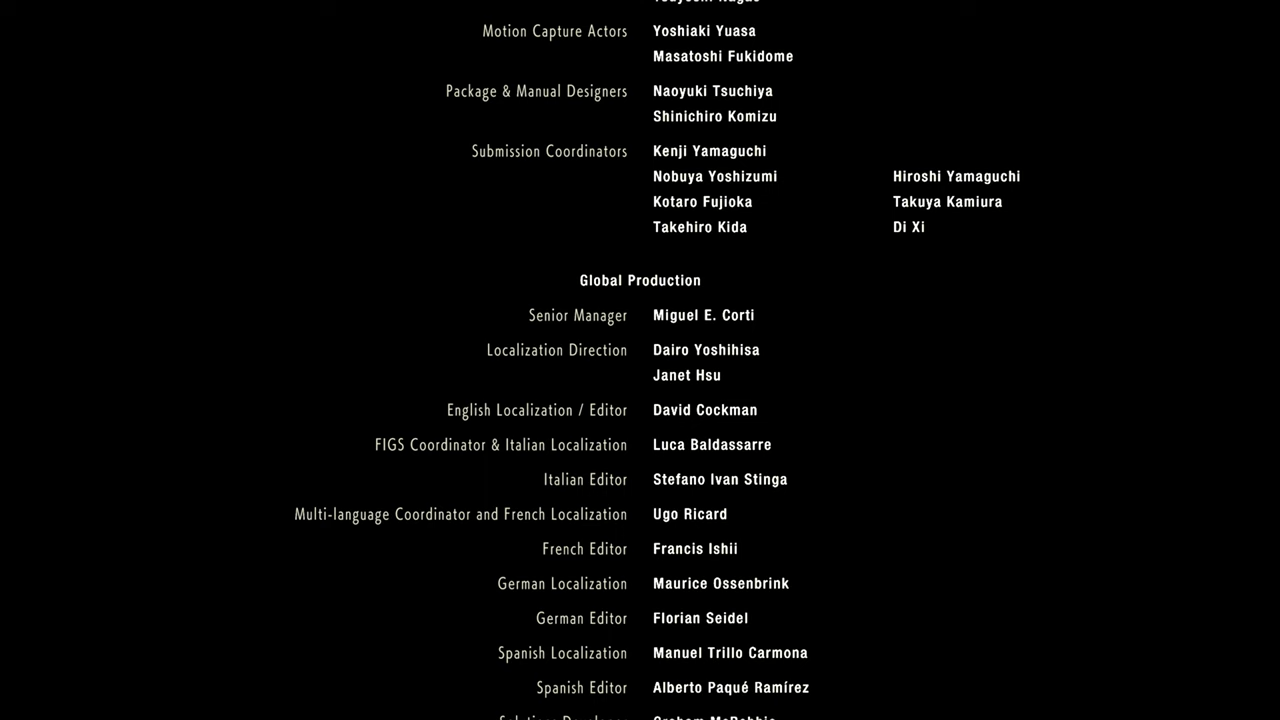 Motion Capture Actors Yoshiaki Yuasa
Masatoshi Fukidome
Package & Manual Designers Naoyuki Tsuchiya
Shinichiro Komizu
Submission Coordinators Kenji Yamaguchi
Nobuya Yoshizumi Hiroshi Yamaguchi
Kotaro Fujioka Takuya Kamiura
Takehiro Kida Di Xi
Global Production
Senior Manager Miguel E. Corti
Localization Direction Dairo Yoshihisa
Janet Hsu
English Localization / Editor David Cockman
FIGS Coordinator & Italian Localization Luca Baldassarre
Italian Editor Stefano Ivan Stinga
Multi-language Coordinator and French Localization Ugo Ricard
French Editor Francis Ishii
German Localization Maurice Ossenbrink
German Editor Florian Seidel
Spanish Localization Manuel Trillo Carmona
Spanish Editor Alberto Paqué Ramírez